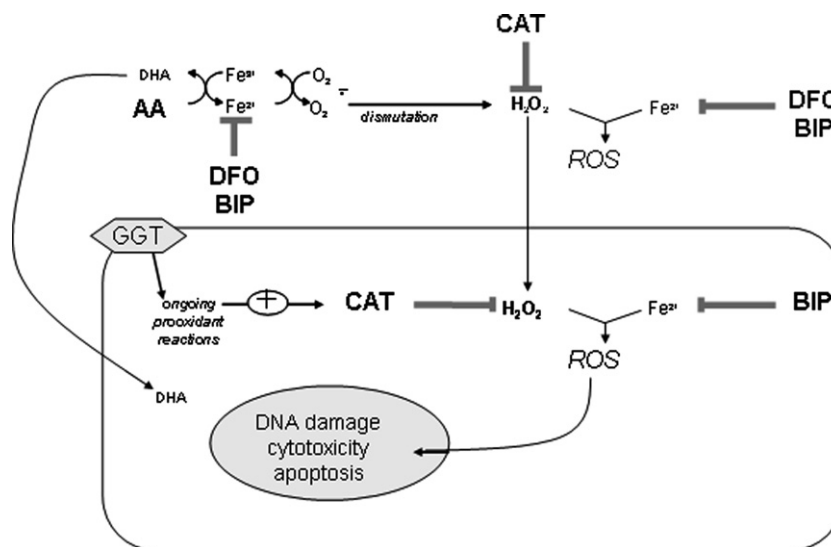 CAT
DHA Fe³⁺ O₂⁻
AA Fe²⁺ O₂
dismutation
H₂O₂ Fe²⁺
DFO
BIP
ROS
DFO
BIP
GGT
ongoing
prooxidant
reactions
+
CAT
H₂O₂ Fe²⁺
BIP
ROS
DHA
DNA damage
cytotoxicity
apoptosis